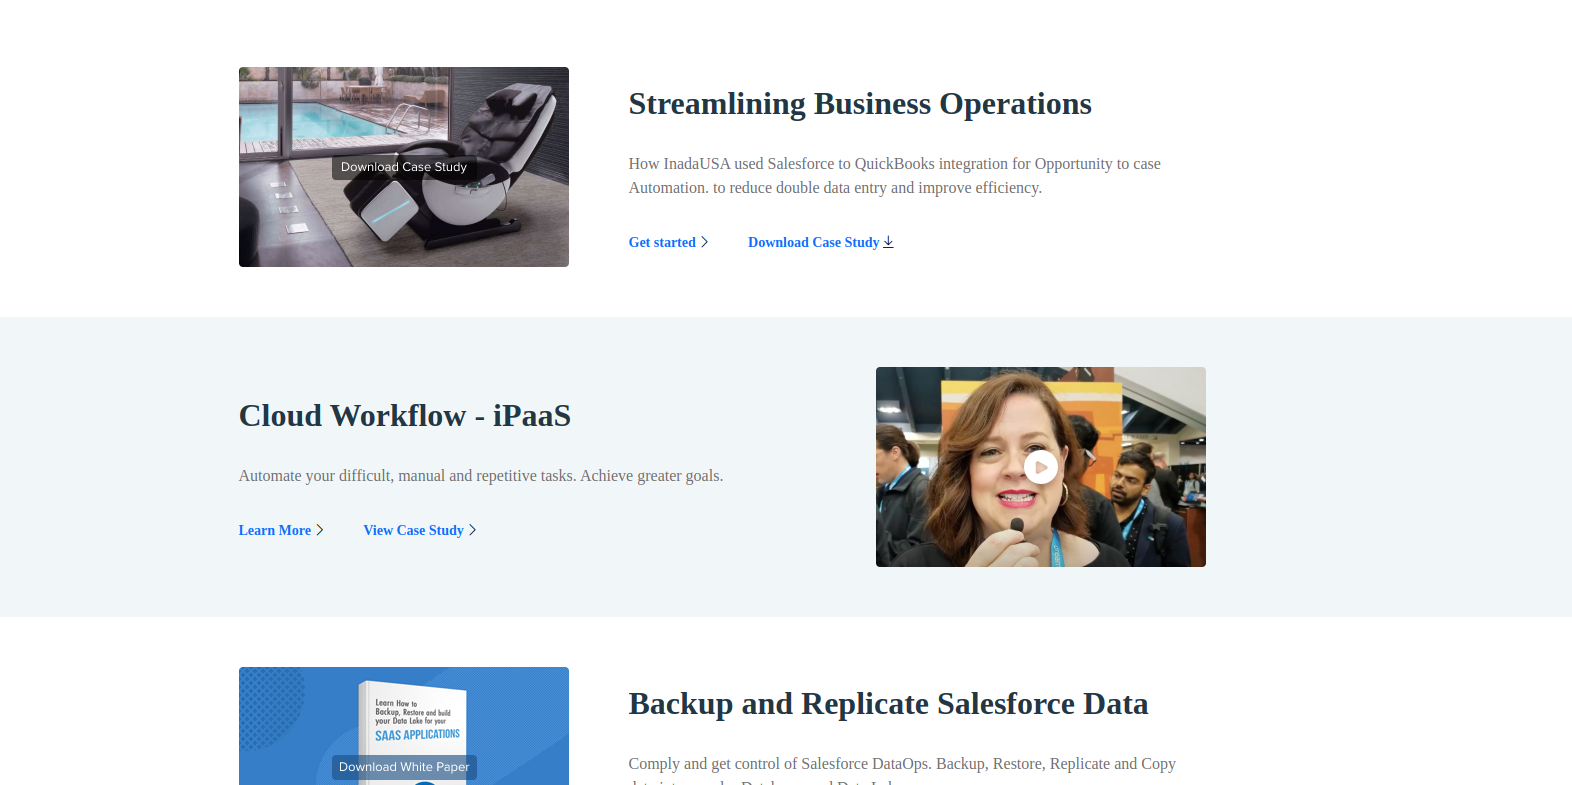 Download Case Study
Streamlining Business Operations
How InadaUSA used Salesforce to QuickBooks integration for Opportunity to case
Automation. to reduce double data entry and improve efficiency.
Get started
Download Case Study
Cloud Workflow - iPaaS
Automate your difficult, manual and repetitive tasks. Achieve greater goals.
Learn More
View Case Study
Learn How to
Backup, Restore and build
your Data Lake for your
SAAS APPLICATIONS
Download White Paper
Backup and Replicate Salesforce Data
Comply and get control of Salesforce DataOps. Backup, Restore, Replicate and Copy